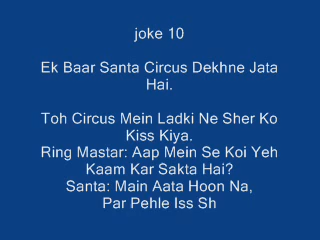 joke 10
Ek Baar Santa Circus Dekhne Jata
Hai.
Toh Circus Mein Ladki Ne Sher Ko
Kiss Kiya.
Ring Mastar: Aap Mein Se Koi Yeh
Kaam Kar Sakta Hai?
Santa: Main Aata Hoon Na,
Par Pehle Iss Sh